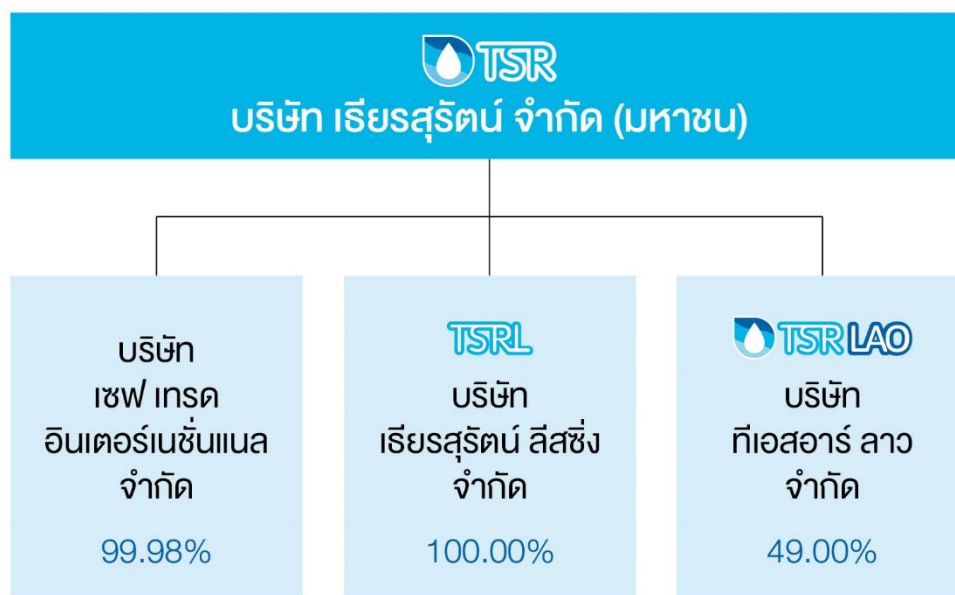 TSR
บริษัท เธียรสุรัตน์ จำกัด (มหาชน)
บริษัท
เซฟ เทรด
อินเตอร์เนชั่นแนล
จำกัด
99.98%
TSRL
บริษัท
เธียรสุรัตน์ ลีสซิ่ง
จำกัด
100.00%
TSR LAO
บริษัท
ทีเอสอาร์ ลาว
จำกัด
49.00%